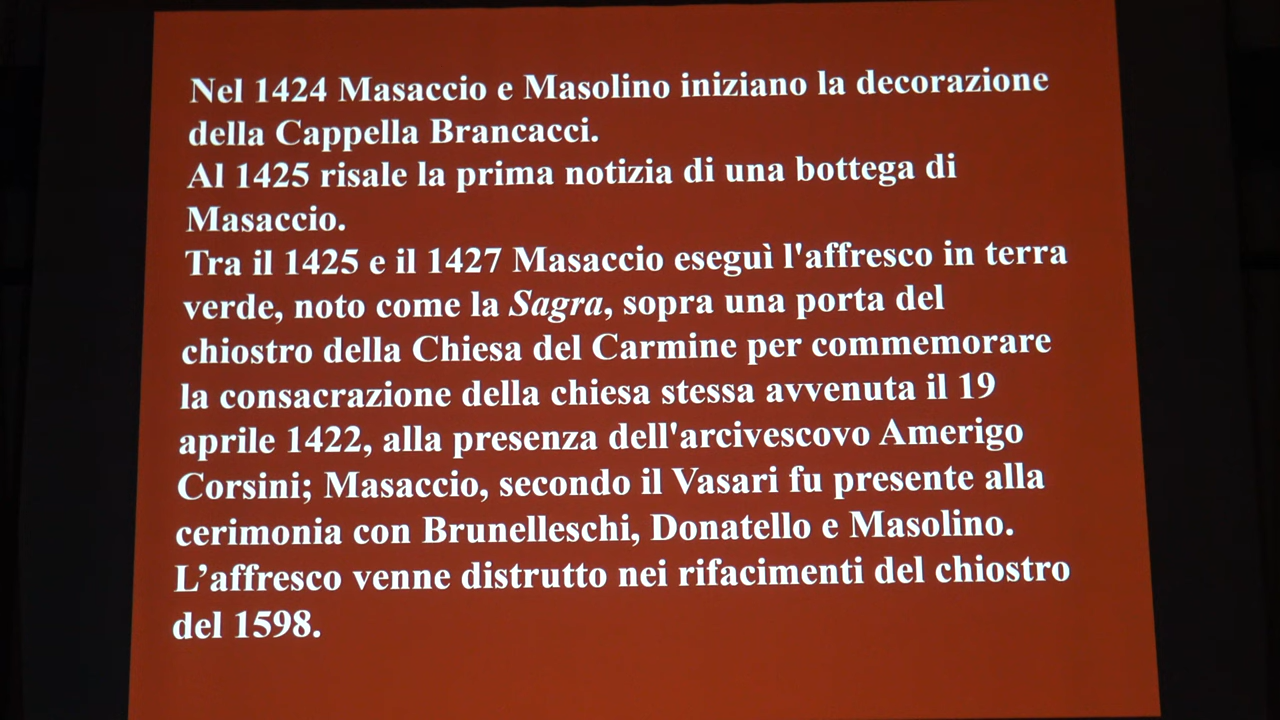 Nel 1424 Masaccio e Masolino iniziano la decorazione
della Cappella Brancacci.
Al 1425 risale la prima notizia di una bottega di
Masaccio.
Tra il 1425 e il 1427 Masaccio eseguì l'affresco in terra
verde, noto come la Sagra, sopra una porta del
chiostro della Chiesa del Carmine per commemorare
la consacrazione della chiesa stessa avvenuta il 19
aprile 1422, alla presenza dell'arcivescovo Amerigo
Corsini; Masaccio, secondo il Vasari fu presente alla
cerimonia con Brunelleschi, Donatello e Masolino.
L’affresco venne distrutto nei rifacimenti del chiostro
del 1598.